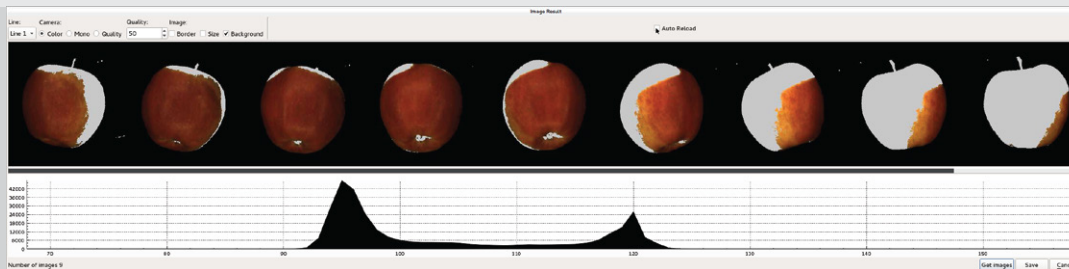 Image Result
Line: Camera: Quality: Image:
Line 1 Color Mono Quality 50 Border Size Background Auto Reload
42000
36000
30000
24000
18000
12000
6000
0
70 80 90 100 110 120 130 140 150
Number of images 9 Get images Save